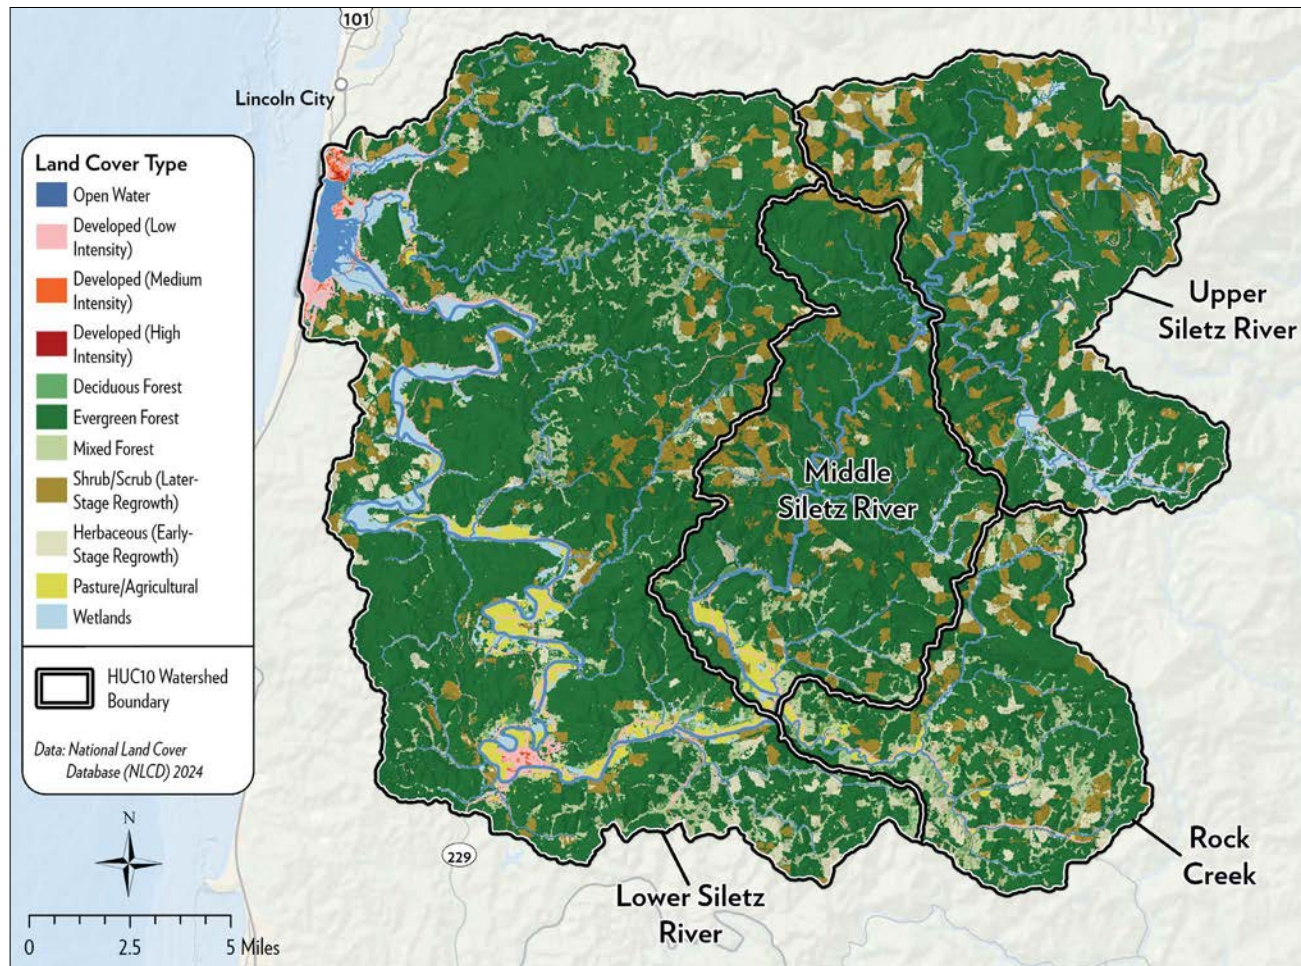 101
Lincoln City
Land Cover Type
Open Water
Developed (Low
Intensity)
Developed (Medium
Intensity)
Developed (High
Intensity)
Deciduous Forest
Evergreen Forest
Mixed Forest
Shrub/Scrub (Later-
Stage Regrowth)
Herbaceous (Early-
Stage Regrowth)
Pasture/Agricultural
Wetlands
HUC10 Watershed
Boundary
Data: National Land Cover
Database (NLCD) 2024
N
0 2.5 5 Miles
229
Upper
Siletz River
Middle
Siletz River
Lower Siletz
River
Rock
Creek